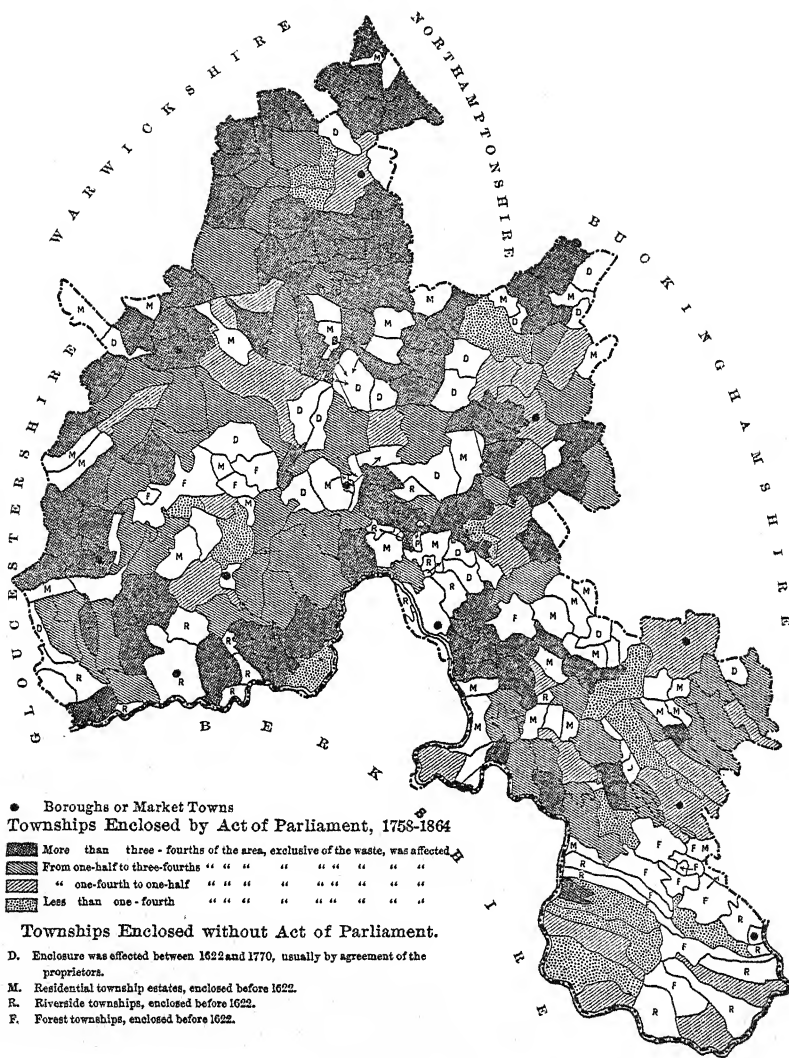 WARWICKSHIRE
NORTHAMPTONSHIRE
BUCKINGHAMSHIRE
GLOUCESTERSHIRE
BERKSHIRE
● Boroughs or Market Towns
Townships Enclosed by Act of Parliament, 1758-1864
More than three-fourths of the area, exclusive of the waste, was affected
From one-half to three-fourths “ “ “ “ “ “ “ “ “
“ one-fourth to one-half “ “ “ “ “ “ “ “ “
Less than one-fourth “ “ “ “ “ “ “ “ “
Townships Enclosed without Act of Parliament.
D. Enclosure was effected between 1622 and 1770, usually by agreement of the
proprietors.
M. Residential township estates, enclosed before 1622.
R. Riverside townships, enclosed before 1622.
F. Forest townships, enclosed before 1622.